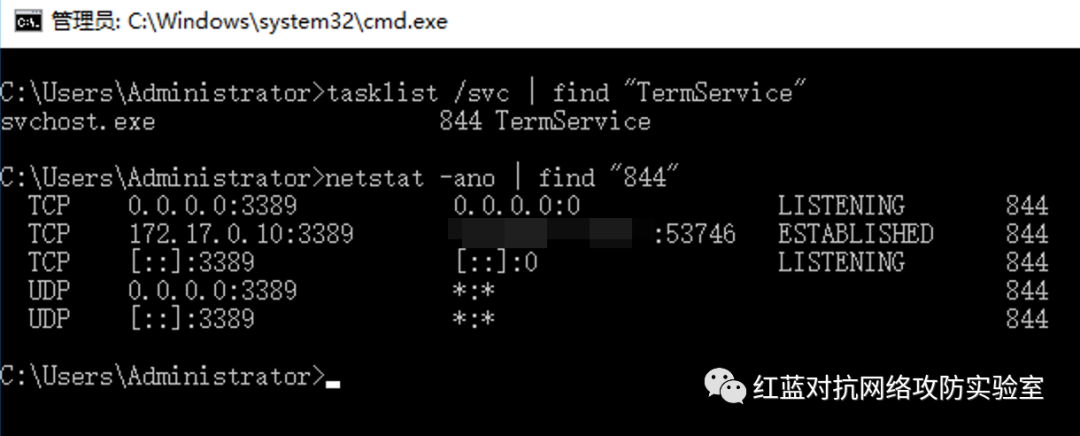 管理员: C:\Windows\system32\cmd.exe
C:\Users\Administrator>tasklist /svc | find "TermService"
svchost.exe 844 TermService
C:\Users\Administrator>netstat -ano | find "844"
TCP 0.0.0.0:3389 0.0.0.0:0 LISTENING 844
TCP 172.17.0.10:3389 :53746 ESTABLISHED 844
TCP [::]:3389 [::]:0 LISTENING 844
UDP 0.0.0.0:3389 *:* 844
UDP [::]:3389 *:* 844
C:\Users\Administrator>
红蓝对抗网络攻防实验室